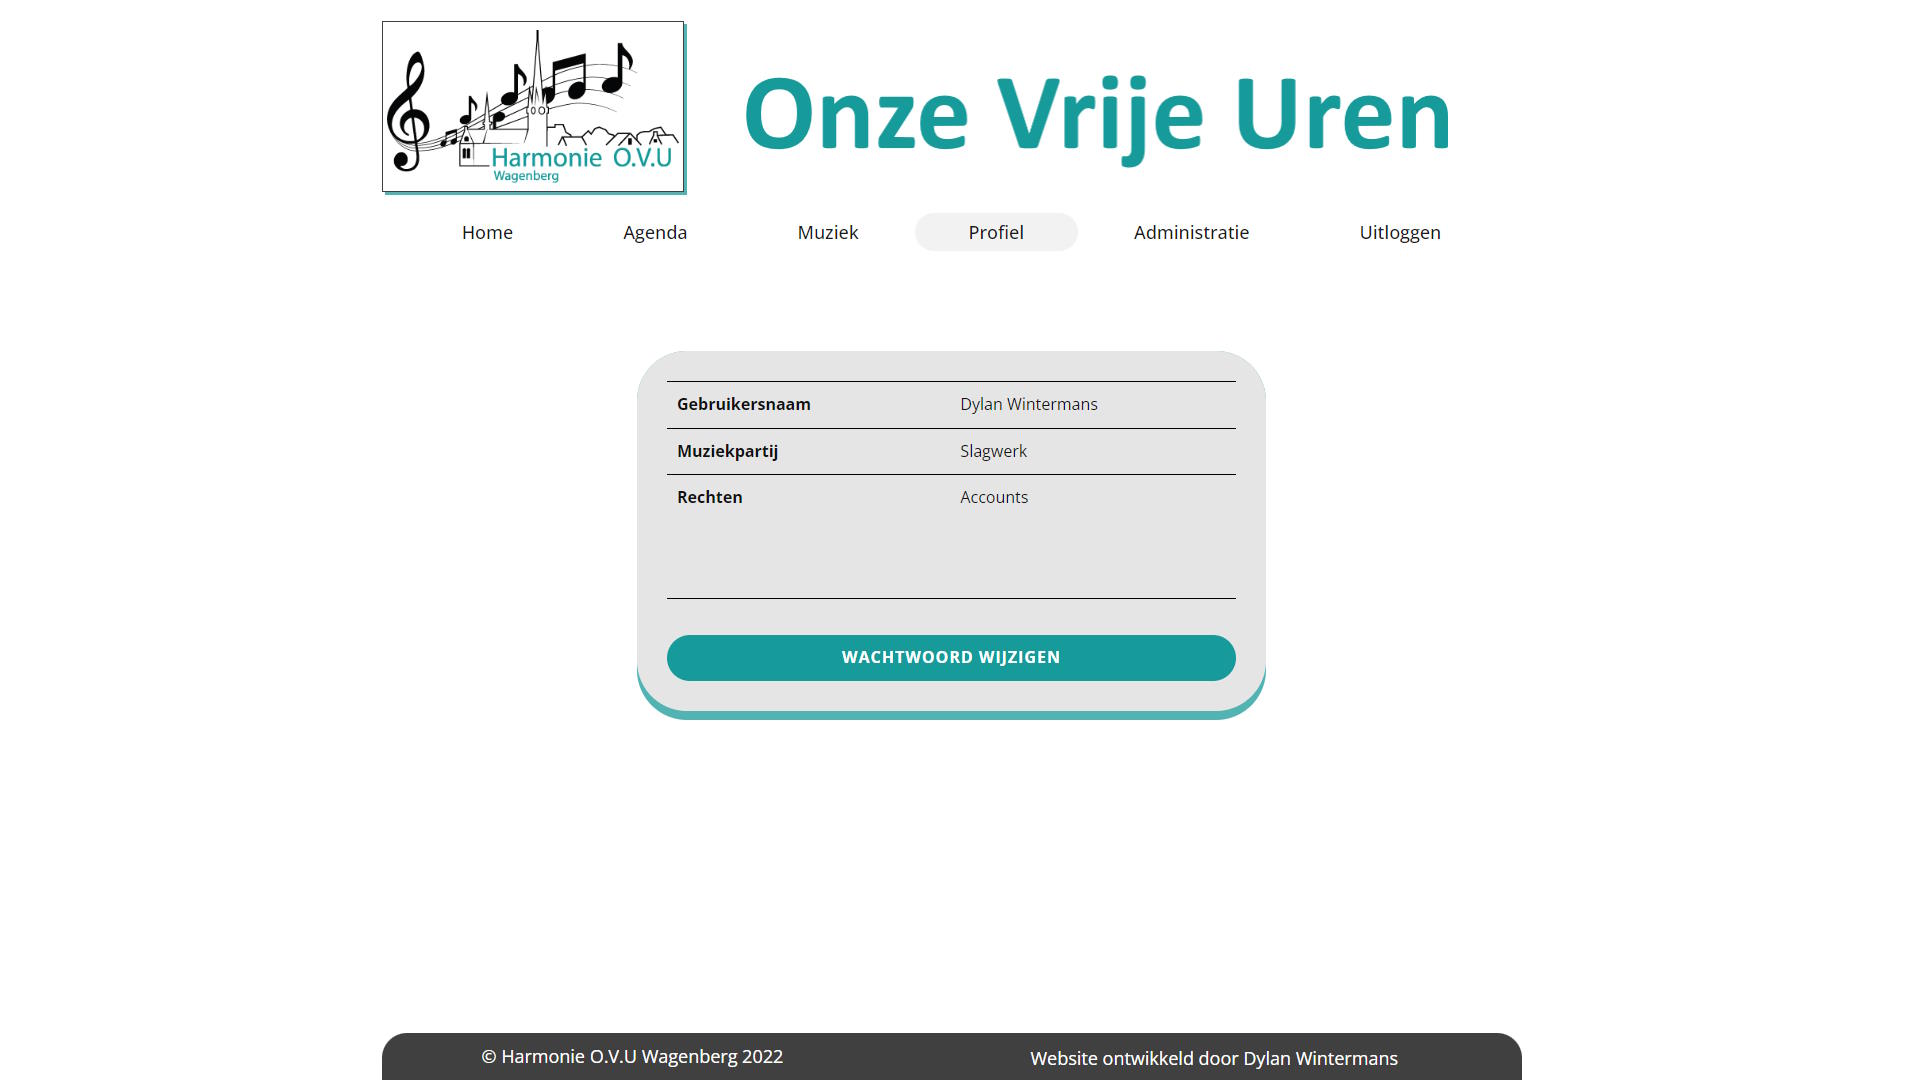 Harmonie O.V.U
Wagenberg
Onze Vrije Uren
Home Agenda Muziek Profiel Administratie Uitloggen
Gebruikersnaam Dylan Wintermans
Muziekpartij Slagwerk
Rechten Accounts
WACHTWOORD WIJZIGEN
© Harmonie O.V.U Wagenberg 2022 Website ontwikkeld door Dylan Wintermans